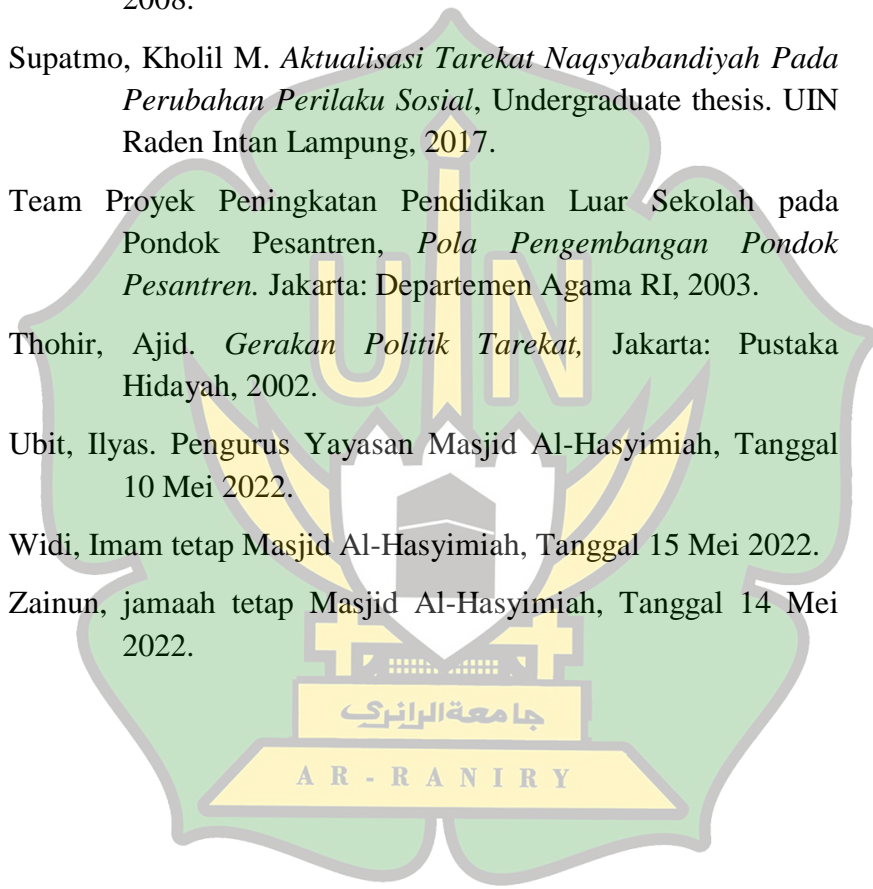 2008.
Supatmo, Kholil M. Aktualisasi Tarekat Naqsyabandiyah Pada
Perubahan Perilaku Sosial, Undergraduate thesis. UIN
Raden Intan Lampung, 2017.
Team Proyek Peningkatan Pendidikan Luar Sekolah pada
Pondok Pesantren, Pola Pengembangan Pondok
Pesantren. Jakarta: Departemen Agama RI, 2003.
Thohir, Ajid. Gerakan Politik Tarekat, Jakarta: Pustaka
Hidayah, 2002.
Ubit, Ilyas. Pengurus Yayasan Masjid Al-Hasyimiah, Tanggal
10 Mei 2022.
Widi, Imam tetap Masjid Al-Hasyimiah, Tanggal 15 Mei 2022.
Zainun, jamaah tetap Masjid Al-Hasyimiah, Tanggal 14 Mei
2022.
UIN
جامعة الرانري
AR-RANIRY